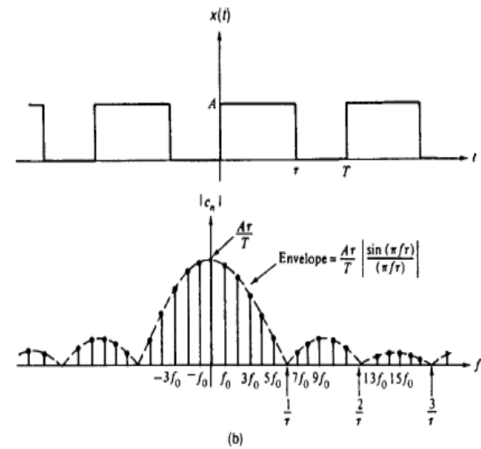 x(t)
A
τ T t
|cₙ|
Aτ/T
Envelope = Aτ/T |sin (πfτ)/(πfτ)|
-3f₀ -f₀ f₀ 3f₀ 5f₀ 7f₀ 9f₀ 13f₀ 15f₀ f
1/τ 2/τ 3/τ
(b)